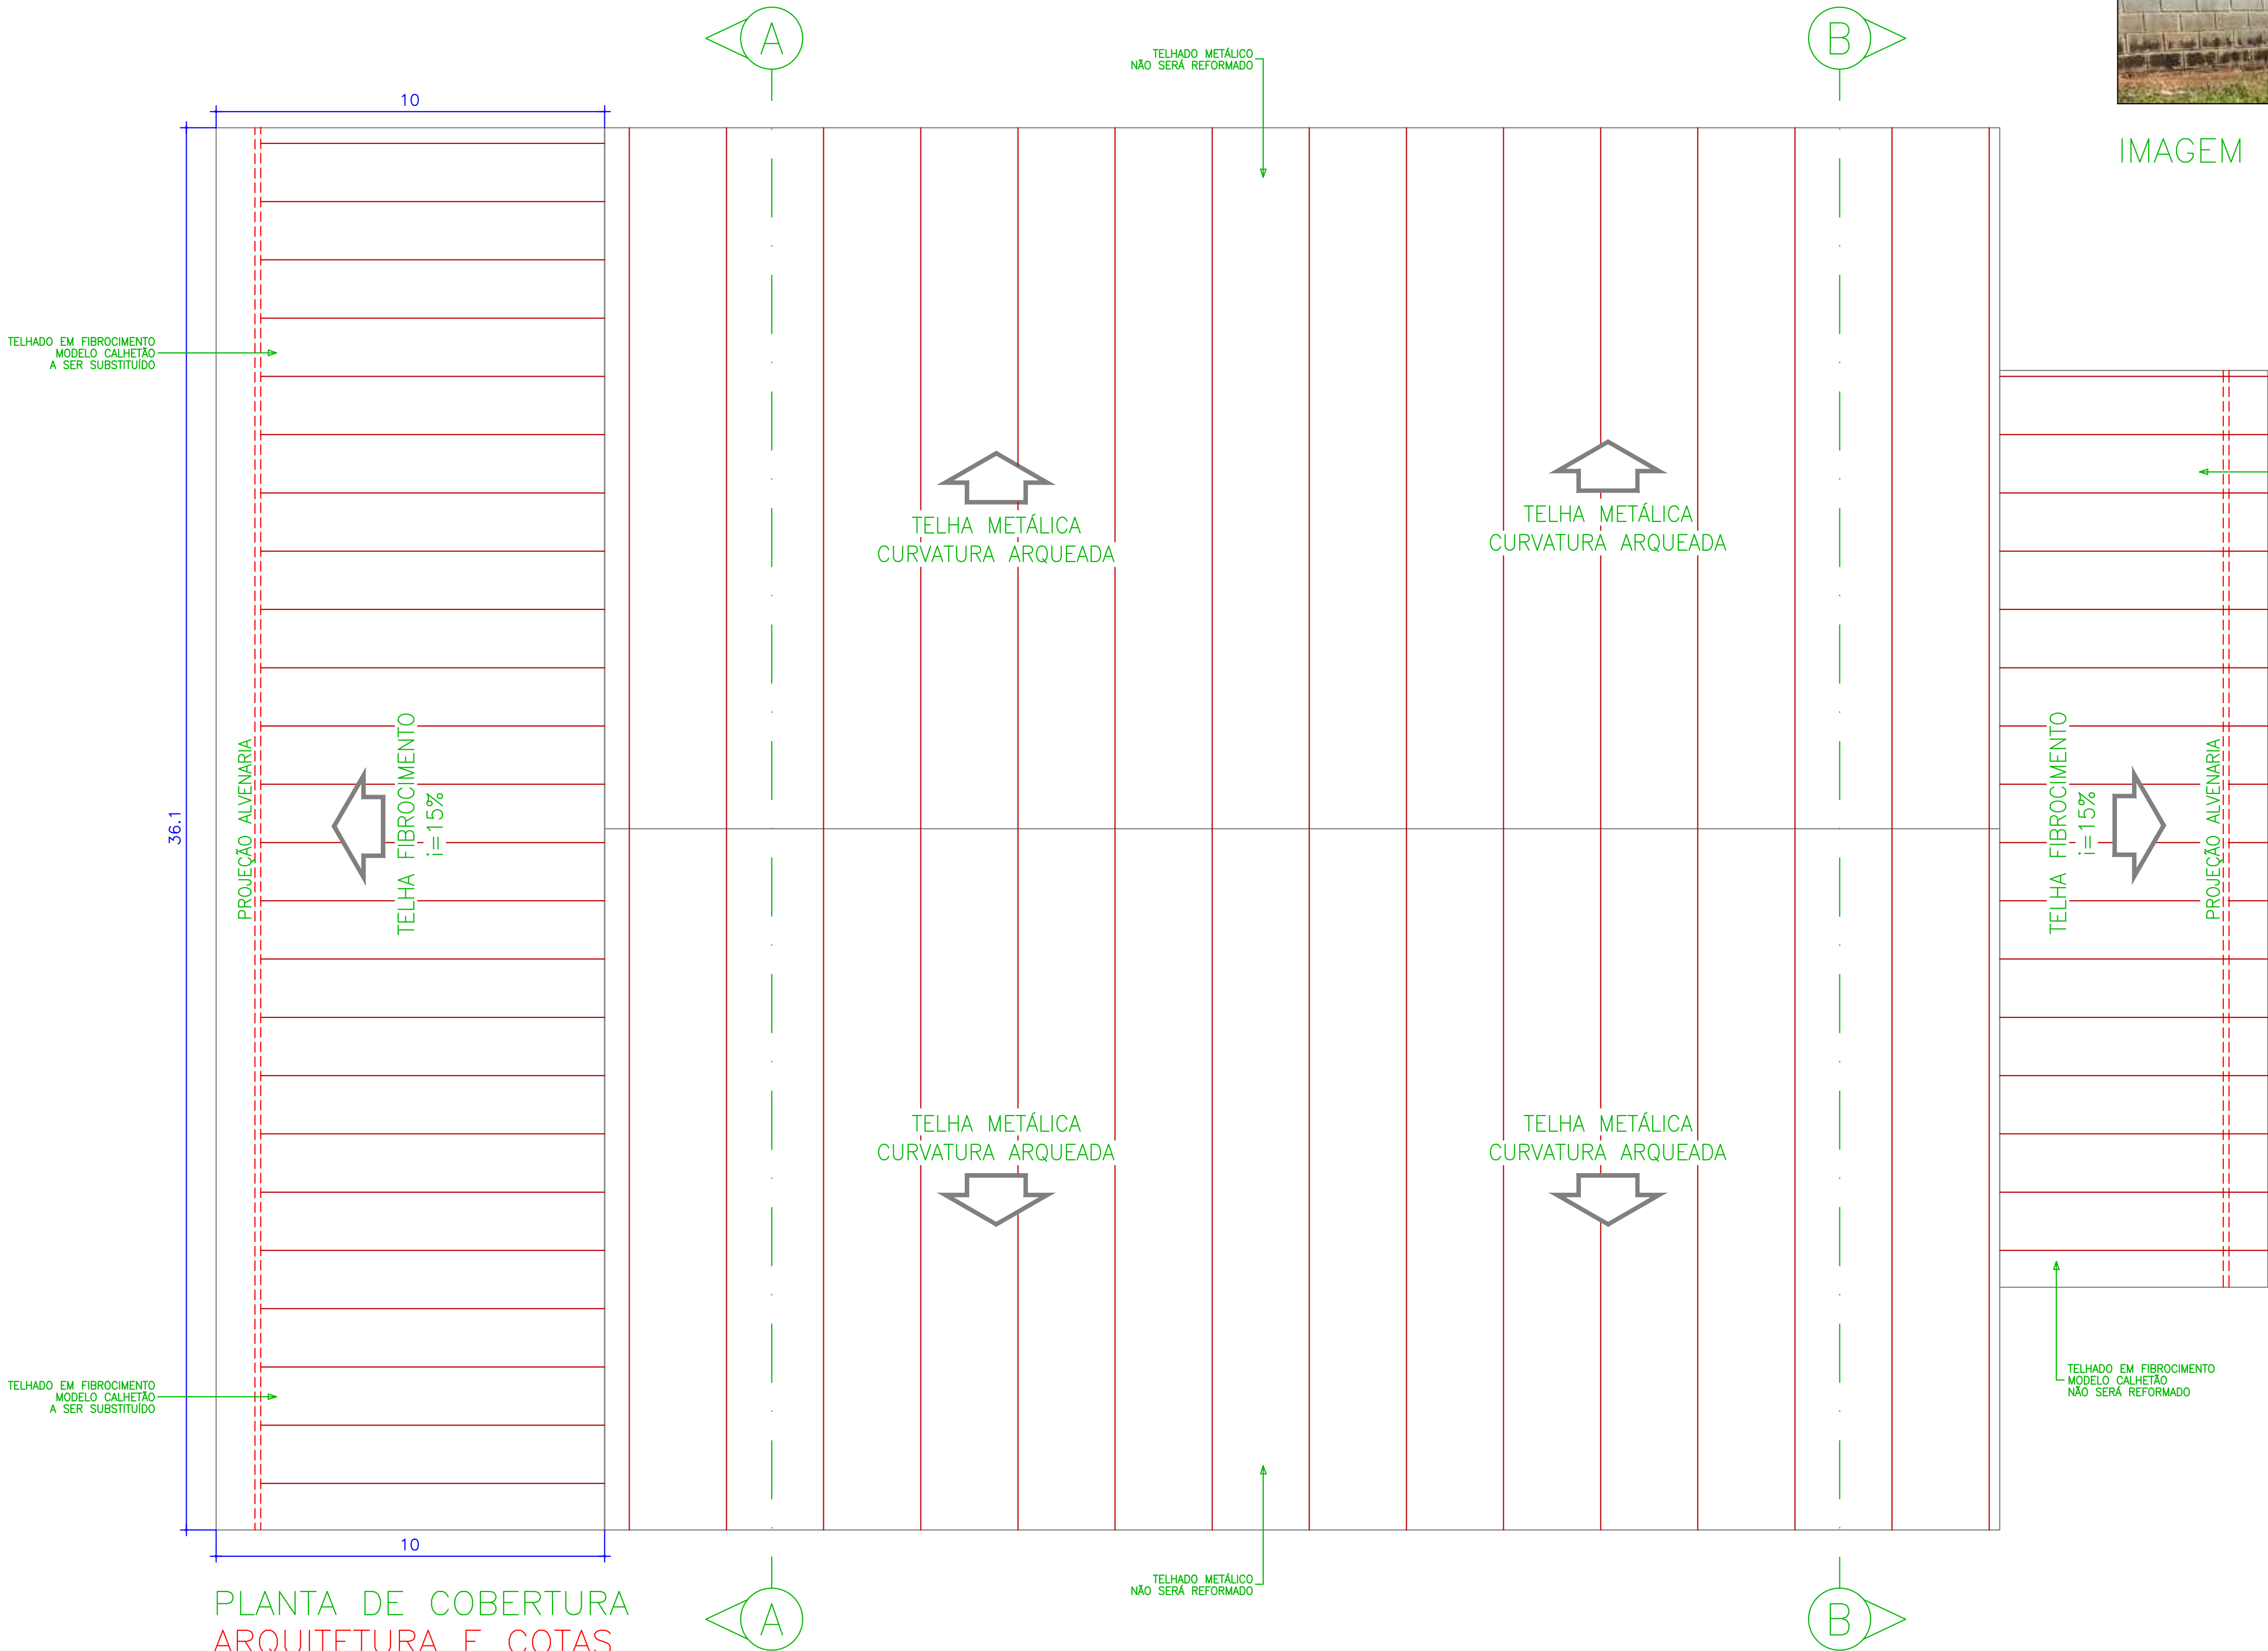 A
B
TELHADO METÁLICO
NÃO SERÁ REFORMADO
10
IMAGEM
TELHADO EM FIBROCIMENTO
MODELO CALHETÃO
A SER SUBSTITUÍDO
TELHA METÁLICA
CURVATURA ARQUEADA
TELHA METÁLICA
CURVATURA ARQUEADA
36.1
PROJEÇÃO ALVENARIA
TELHA FIBROCIMENTO
i=15%
TELHA FIBROCIMENTO
i=15%
PROJEÇÃO ALVENARIA
TELHA METÁLICA
CURVATURA ARQUEADA
TELHA METÁLICA
CURVATURA ARQUEADA
TELHADO EM FIBROCIMENTO
MODELO CALHETÃO
A SER SUBSTITUÍDO
TELHADO EM FIBROCIMENTO
MODELO CALHETÃO
NÃO SERÁ REFORMADO
10
TELHADO METÁLICO
NÃO SERÁ REFORMADO
PLANTA DE COBERTURA
ARQUITETURA E COTAS
A
B